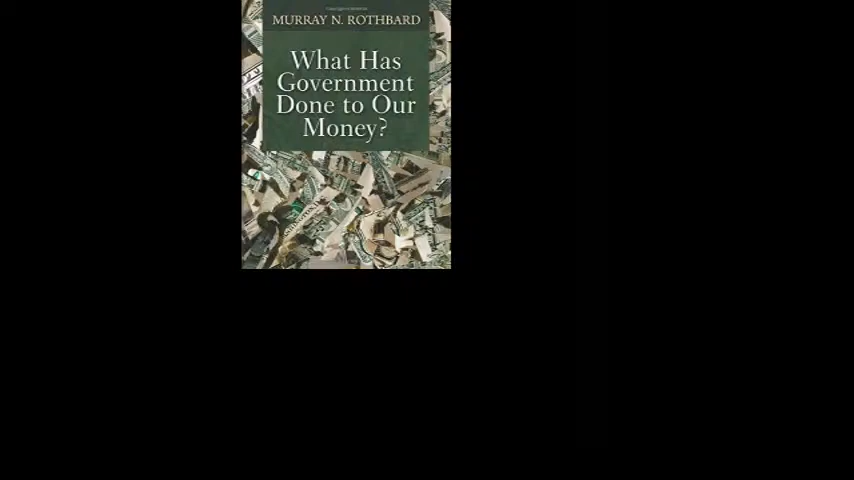 MURRAY N. ROTHBARD
What Has
Government
Done to Our
Money?